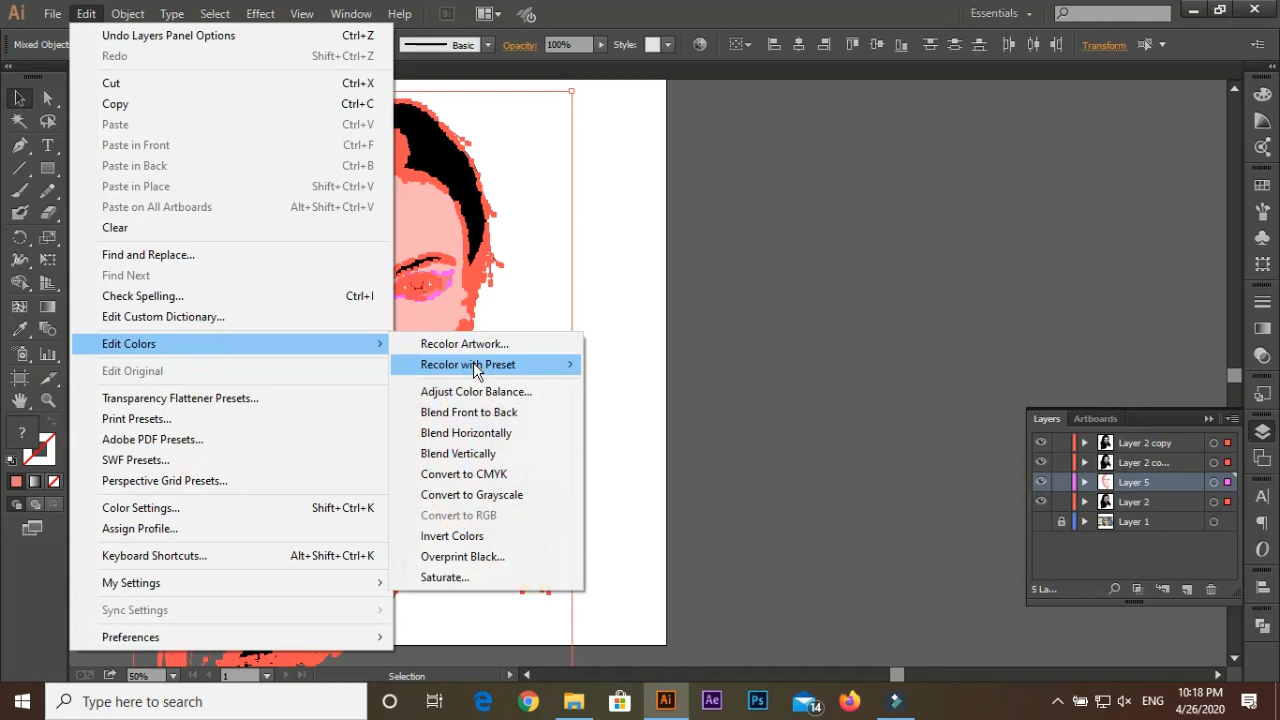 Ai File Edit Object Type Select Effect View Window Help Br Essentials
Mixed Object Basic Opacity: 100% Style: Transform
Undo Layers Panel Options Ctrl+Z
Redo Shift+Ctrl+Z
Cut Ctrl+X
Copy Ctrl+C
Paste Ctrl+V
Paste in Front Ctrl+F
Paste in Back Ctrl+B
Paste in Place Shift+Ctrl+V
Paste on All Artboards Alt+Shift+Ctrl+V
Clear
Find and Replace...
Find Next
Check Spelling... Ctrl+I
Edit Custom Dictionary...
Edit Colors
Edit Original
Transparency Flattener Presets...
Print Presets...
Adobe PDF Presets...
SWF Presets...
Perspective Grid Presets...
Color Settings... Shift+Ctrl+K
Assign Profile...
Keyboard Shortcuts... Alt+Shift+Ctrl+K
My Settings
Sync Settings
Preferences
Recolor Artwork...
Recolor with Preset
Adjust Color Balance...
Blend Front to Back
Blend Horizontally
Blend Vertically
Convert to CMYK
Convert to Grayscale
Convert to RGB
Invert Colors
Overprint Black...
Saturate...
Layers Artboards
Layer 2 copy
Layer 2 co...
Layer 5
Layer 2
Layer 1
5 La...
?
50% 1 Selection
Type here to search
Ai Ae Ps 14
ENG
10:18 PM
4/26/2020